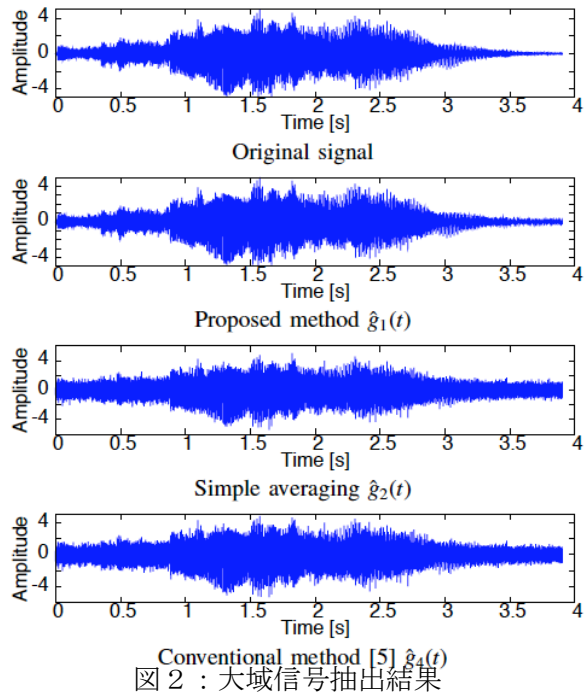 Amplitude
4
0
-4
0 0.5 1 1.5 2 2.5 3 3.5 4
Time [s]
Original signal
Amplitude
4
0
-4
0 0.5 1 1.5 2 2.5 3 3.5 4
Time [s]
Proposed method ĝ₁(t)
Amplitude
4
0
-4
0 0.5 1 1.5 2 2.5 3 3.5 4
Time [s]
Simple averaging ĝ₂(t)
Amplitude
4
0
-4
0 0.5 1 1.5 2 2.5 3 3.5 4
Time [s]
Conventional method [5] ĝ₄(t)
図2：大域信号抽出結果